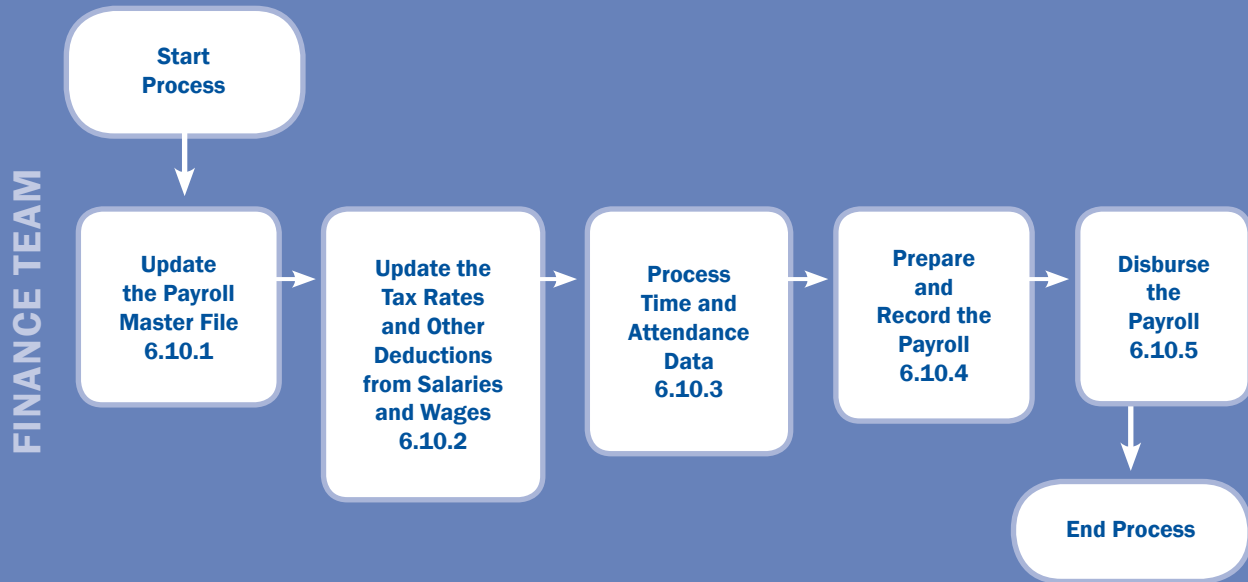 Start
Process
FINANCE TEAM
Update
the Payroll
Master File
6.10.1
Update the
Tax Rates
and Other
Deductions
from Salaries
and Wages
6.10.2
Process
Time and
Attendance
Data
6.10.3
Prepare
and
Record the
Payroll
6.10.4
Disburse
the
Payroll
6.10.5
End Process